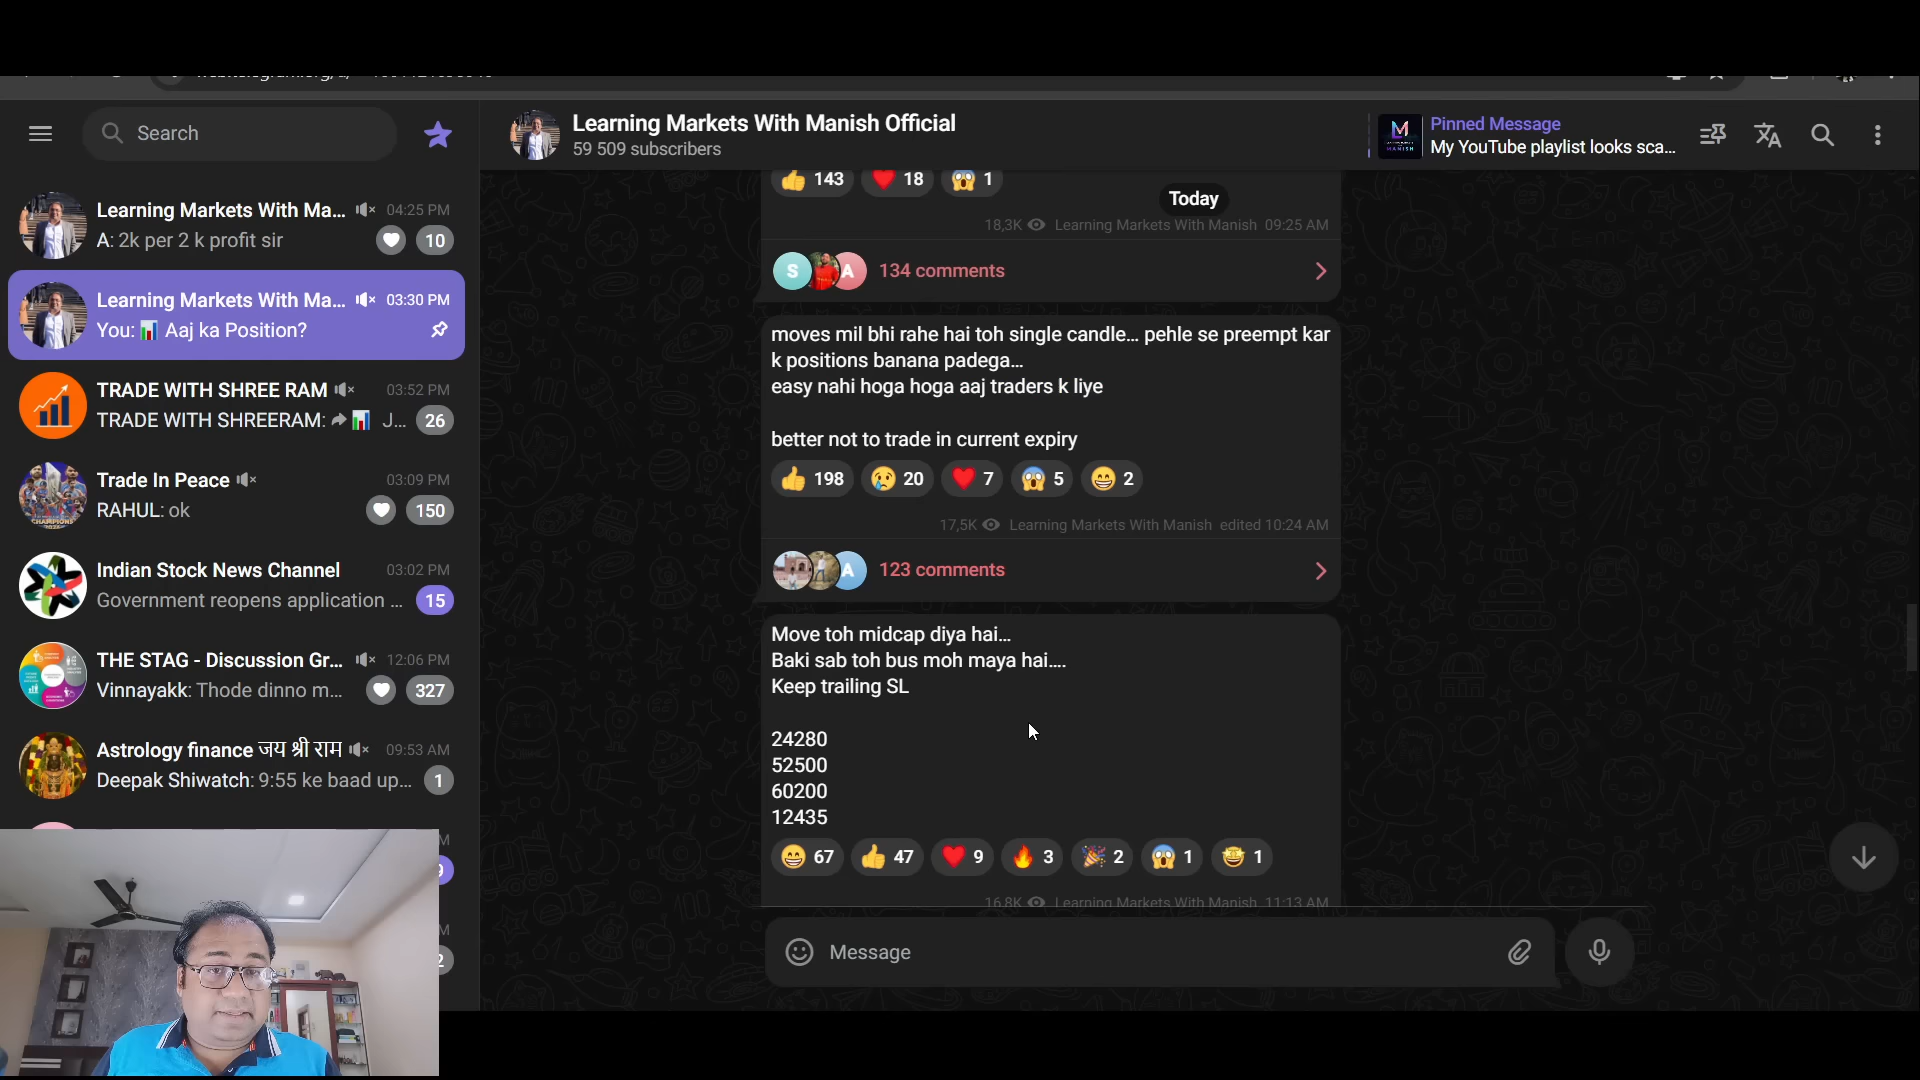 Search
Learning Markets With Ma... 04:25 PM
A: 2k per 2 k profit sir 10
Learning Markets With Ma... 03:30 PM
You: 📊 Aaj ka Position?
TRADE WITH SHREE RAM 03:52 PM
TRADE WITH SHREERAM: J... 26
Trade In Peace 03:09 PM
RAHUL: ok 150
Indian Stock News Channel 03:02 PM
Government reopens application ... 15
THE STAG - Discussion Gr... 12:06 PM
Vinnayakk: Thode dinno m... 327
Astrology finance जय श्री राम 09:53 AM
Deepak Shiwatch: 9:55 ke baad up... 1
Learning Markets With Manish Official
59 509 subscribers
Pinned Message
My YouTube playlist looks sca...
👍 143 ❤️ 18 😱 1
Today
18,3K Learning Markets With Manish 09:25 AM
S A 134 comments
moves mil bhi rahe hai toh single candle... pehle se preempt kar
k positions banana padega...
easy nahi hoga hoga aaj traders k liye
better not to trade in current expiry
👍 198 😢 20 ❤️ 7 😱 5 😁 2
17,5K Learning Markets With Manish edited 10:24 AM
A 123 comments
Move toh midcap diya hai...
Baki sab toh bus moh maya hai....
Keep trailing SL
24280
52500
60200
12435
😁 67 👍 47 ❤️ 9 🔥 3 🎉 2 😱 1 🤩 1
16,8K Learning Markets With Manish 11:13 AM
Message